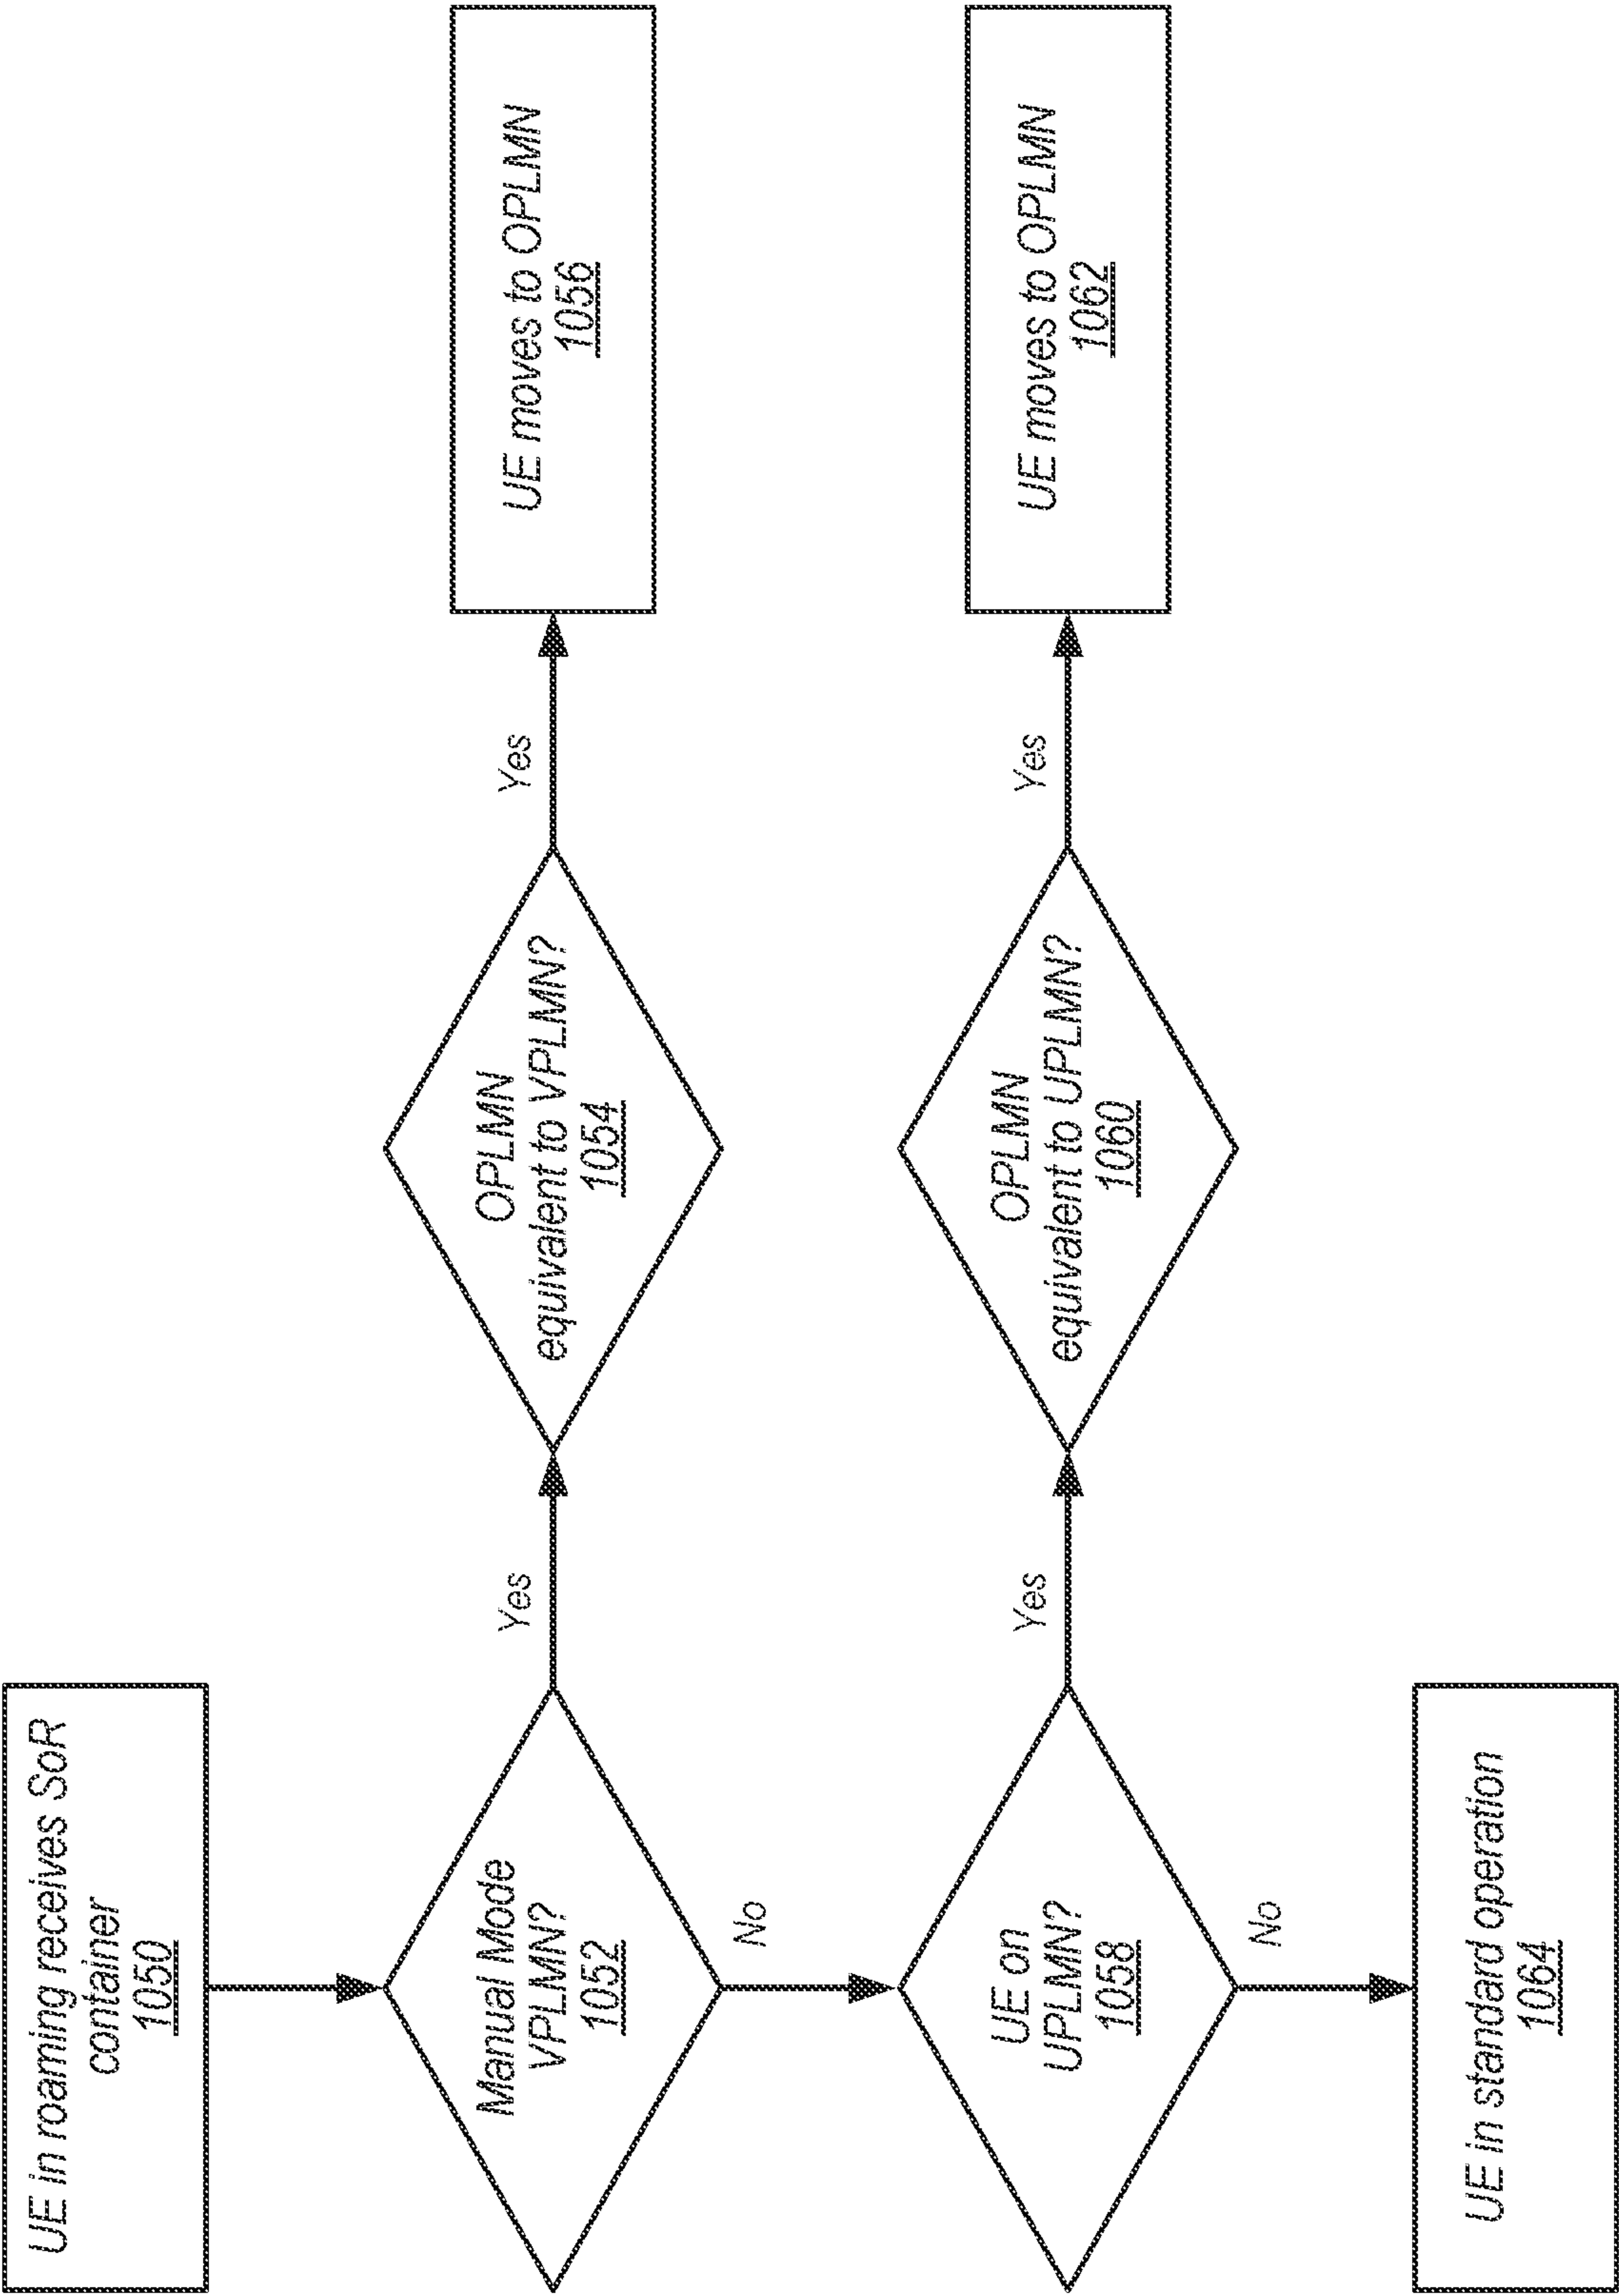 UE in roaming receives SoR
container
1050
Manual Mode
VPLMN?
1052
Yes
OPLMN
equivalent to VPLMN?
1054
Yes
UE moves to OPLMN
1056
No
UE on
UPLMN?
1058
Yes
OPLMN
equivalent to UPLMN?
1060
Yes
UE moves to OPLMN
1062
No
UE in standard operation
1064